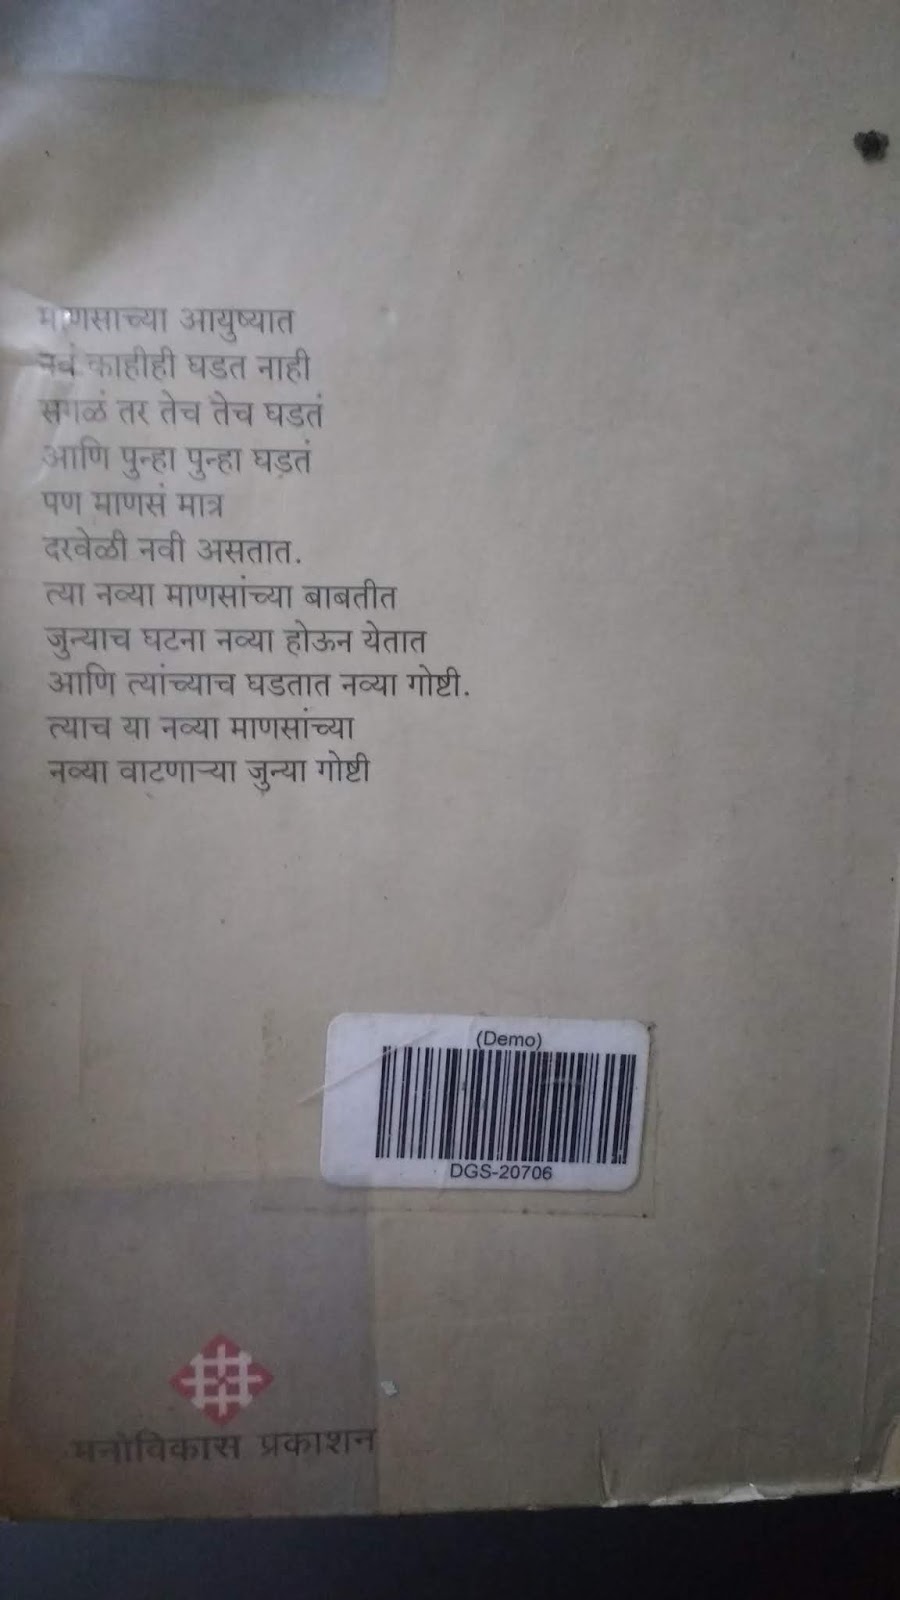 माणसाच्या आयुष्यात
नवं काहीही घडत नाही
सगळं तर तेच तेच घडतं
आणि पुन्हा पुन्हा घडतं
पण माणसं मात्र
दरवेळी नवी असतात.
त्या नव्या माणसांच्या बाबतीत
जुन्याच घटना नव्या होऊन येतात
आणि त्यांच्याच घडतात नव्या गोष्टी.
त्याच या नव्या माणसांच्या
नव्या वाटणाऱ्या जुन्या गोष्टी
(Demo)
DGS-20706
मनोविकास प्रकाशन